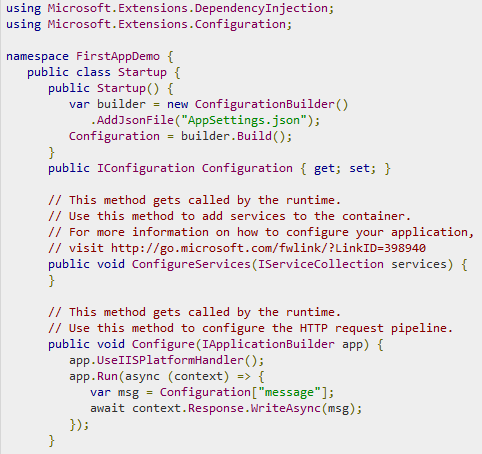 using Microsoft.Extensions.DependencyInjection;
using Microsoft.Extensions.Configuration;

namespace FirstAppDemo {
   public class Startup {
      public Startup() {
         var builder = new ConfigurationBuilder()
            .AddJsonFile("AppSettings.json");
         Configuration = builder.Build();
      }
      public IConfiguration Configuration { get; set; }

      // This method gets called by the runtime.
      // Use this method to add services to the container.
      // For more information on how to configure your application,
      // visit http://go.microsoft.com/fwlink/?LinkID=398940
      public void ConfigureServices(IServiceCollection services) {
      }

      // This method gets called by the runtime.
      // Use this method to configure the HTTP request pipeline.
      public void Configure(IApplicationBuilder app) {
         app.UseIISPlatformHandler();
         app.Run(async (context) => {
            var msg = Configuration["message"];
            await context.Response.WriteAsync(msg);
         });
      }